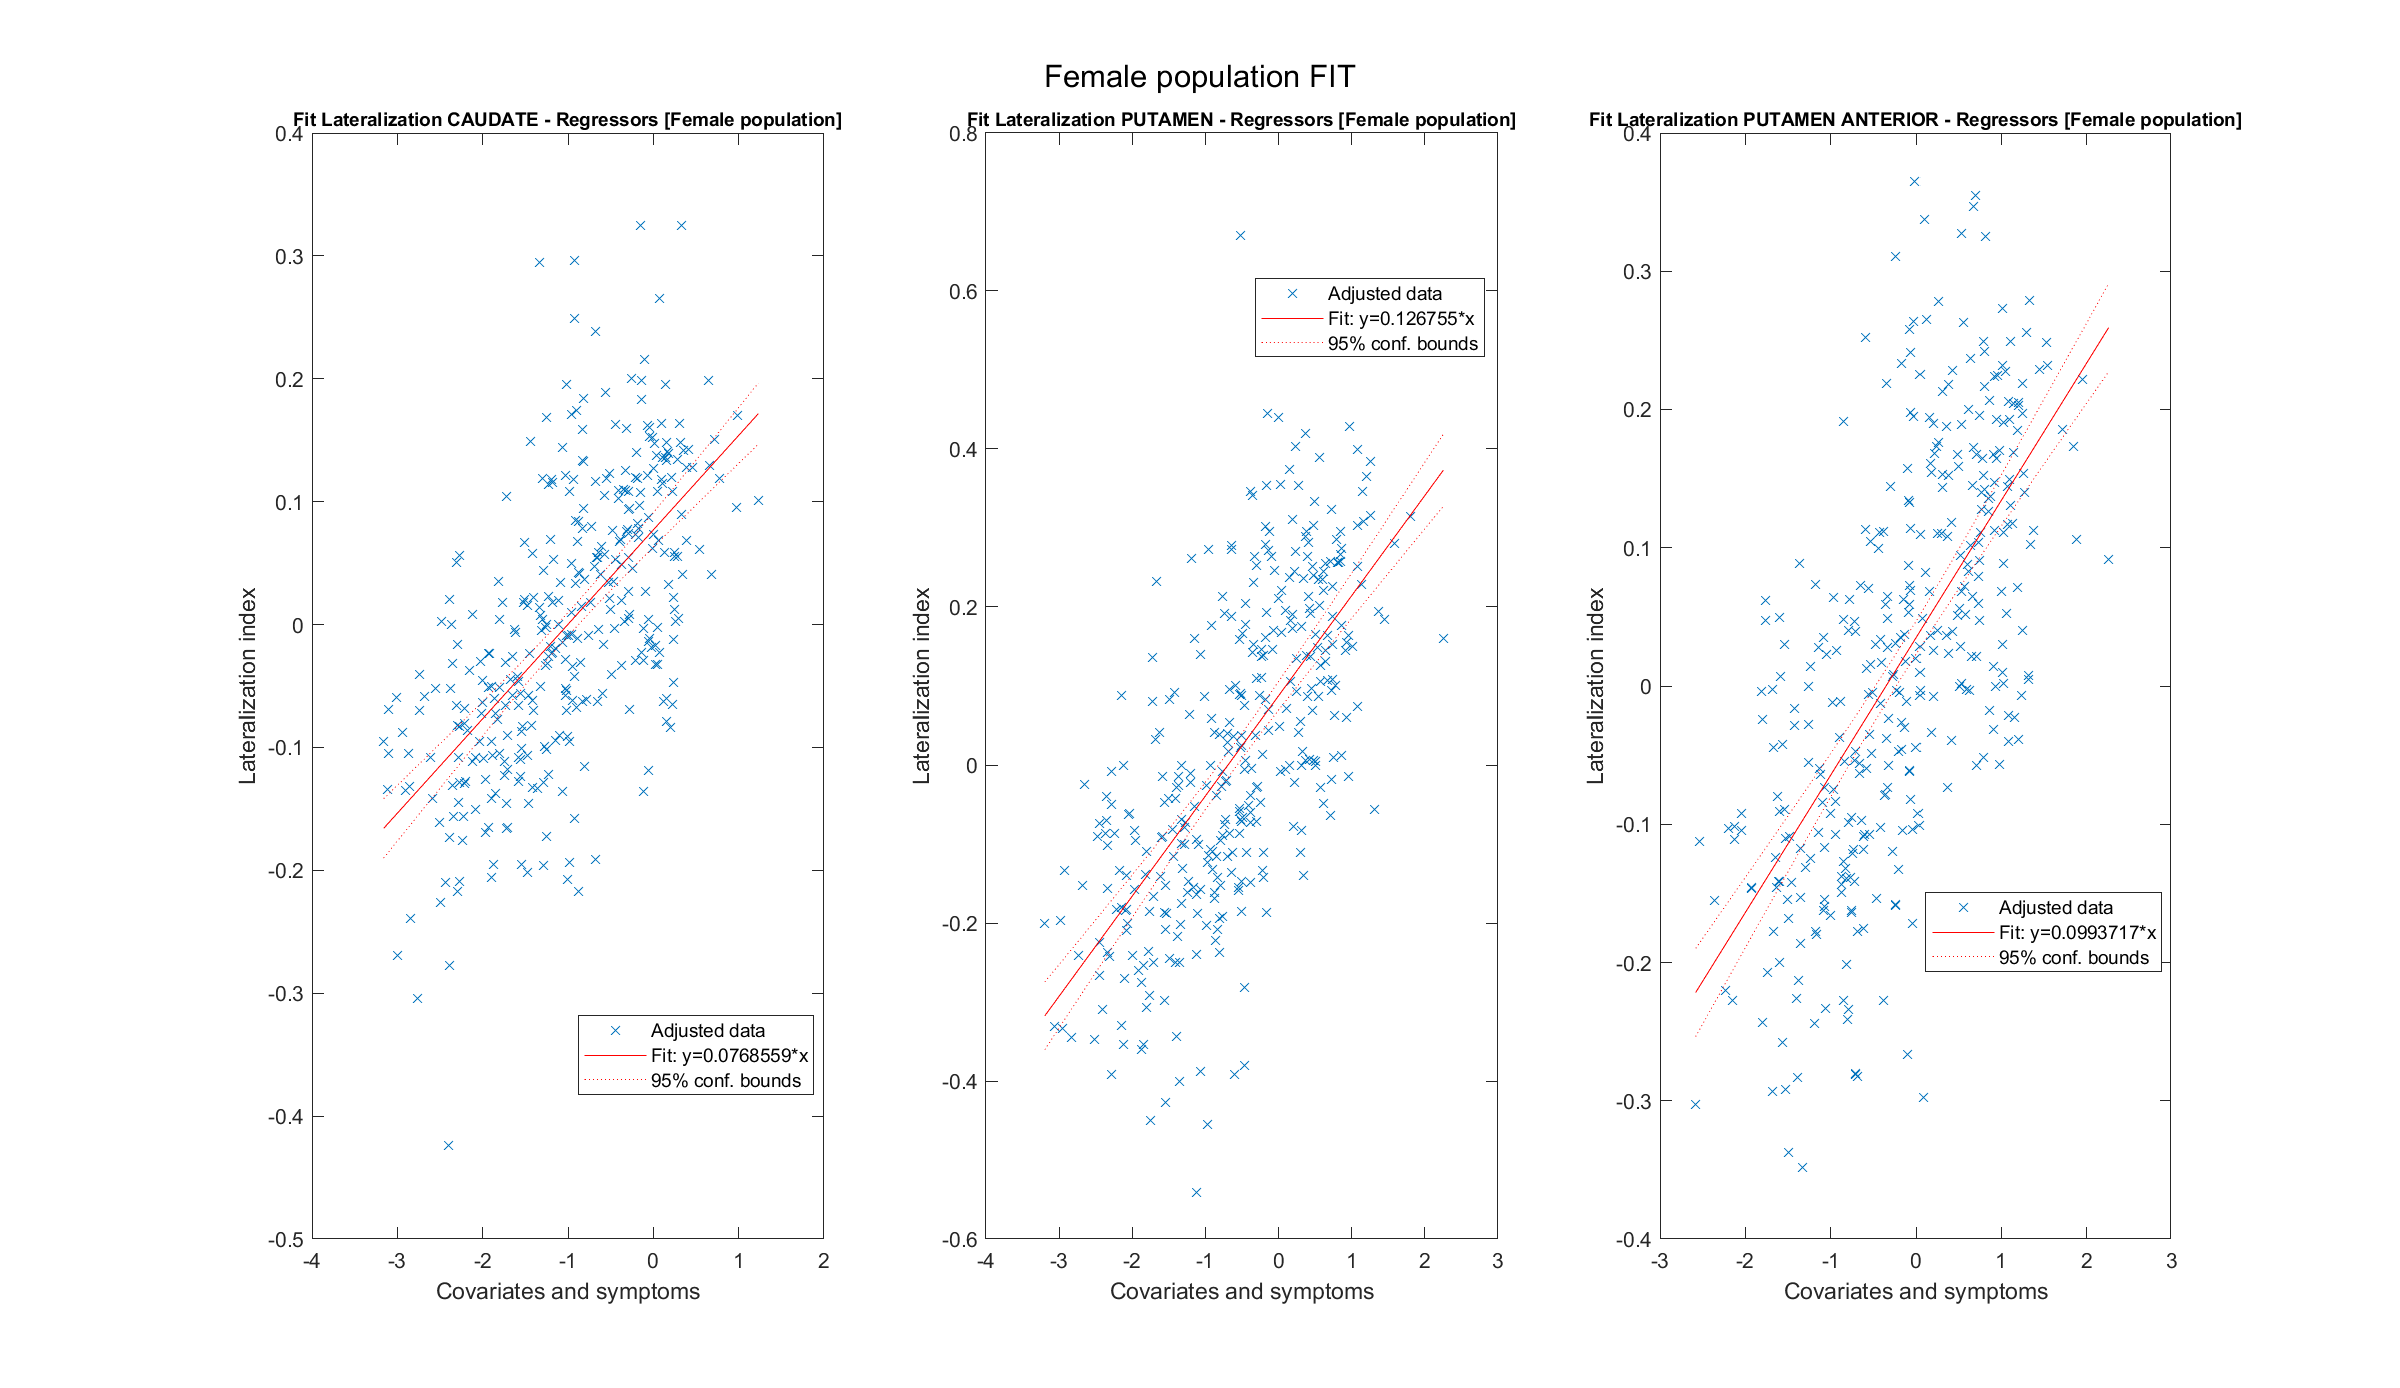 Female population FIT
Fit Lateralization CAUDATE - Regressors [Female population]
0.4
0.3
0.2
0.1
0
-0.1
-0.2
-0.3
-0.4
-0.5
Lateralization index
Adjusted data
Fit: y=0.0768559*x
95% conf. bounds
-4 -3 -2 -1 0 1 2
Covariates and symptoms
Fit Lateralization PUTAMEN - Regressors [Female population]
0.8
0.6
0.4
0.2
0
-0.2
-0.4
-0.6
Lateralization index
Adjusted data
Fit: y=0.126755*x
95% conf. bounds
-4 -3 -2 -1 0 1 2 3
Covariates and symptoms
Fit Lateralization PUTAMEN ANTERIOR - Regressors [Female population]
0.4
0.3
0.2
0.1
0
-0.1
-0.2
-0.3
-0.4
Lateralization index
Adjusted data
Fit: y=0.0993717*x
95% conf. bounds
-3 -2 -1 0 1 2 3
Covariates and symptoms